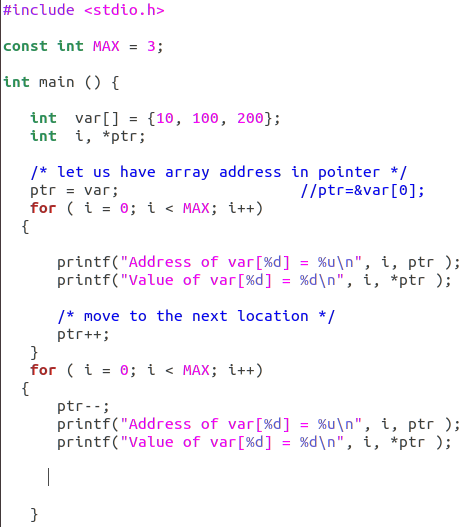 #include <stdio.h>
const int MAX = 3;
int main () {
int  var[] = {10, 100, 200};
int  i, *ptr;
/* let us have array address in pointer */
ptr = var;                    //ptr=&var[0];
for ( i = 0; i < MAX; i++)
{
printf("Address of var[%d] = %u\n", i, ptr );
printf("Value of var[%d] = %d\n", i, *ptr );
/* move to the next location */
ptr++;
}
for ( i = 0; i < MAX; i++)
{
ptr--;
printf("Address of var[%d] = %u\n", i, ptr );
printf("Value of var[%d] = %d\n", i, *ptr );
}